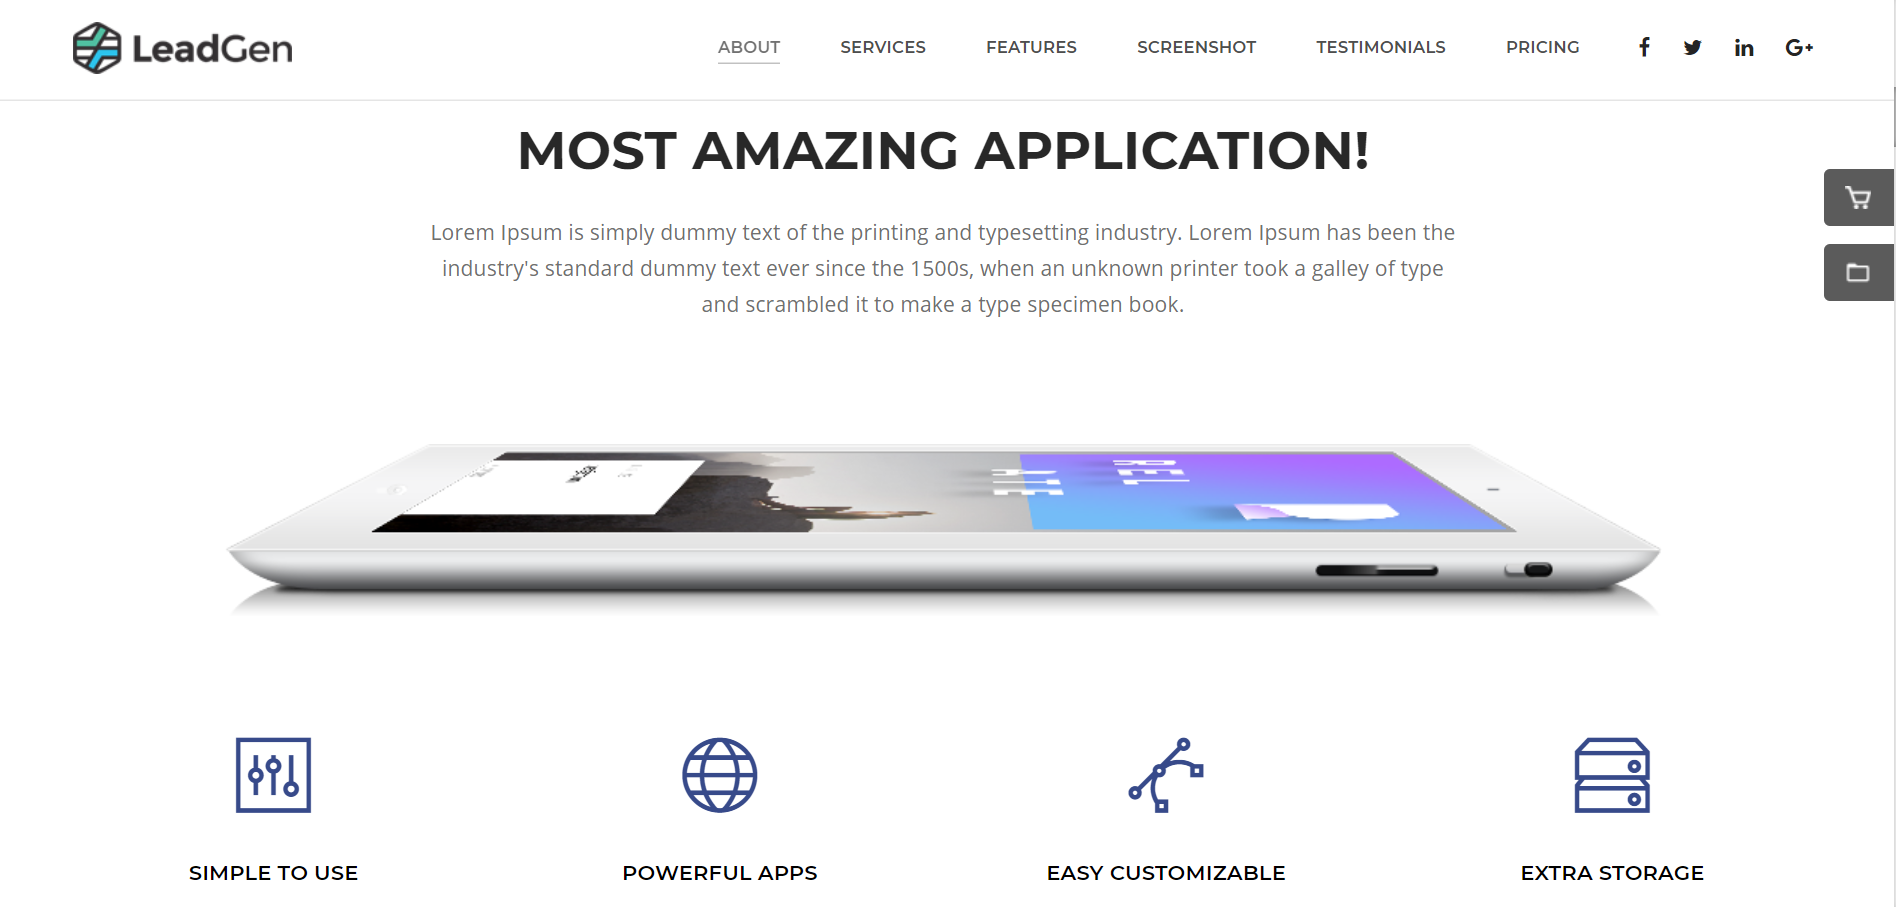 LeadGen
ABOUT SERVICES FEATURES SCREENSHOT TESTIMONIALS PRICING
MOST AMAZING APPLICATION!
Lorem Ipsum is simply dummy text of the printing and typesetting industry. Lorem Ipsum has been the
industry's standard dummy text ever since the 1500s, when an unknown printer took a galley of type
and scrambled it to make a type specimen book.
SIMPLE TO USE
POWERFUL APPS
EASY CUSTOMIZABLE
EXTRA STORAGE